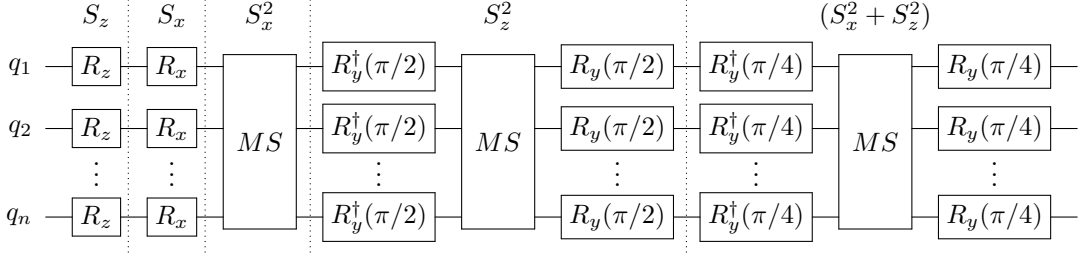 S_z S_x S_x^2 S_z^2 (S_x^2 + S_z^2)
q_1 R_z R_x R_y^†(π/2) R_y(π/2) R_y^†(π/4) R_y(π/4)
q_2 R_z R_x MS R_y^†(π/2) MS R_y(π/2) R_y^†(π/4) MS R_y(π/4)
⋮ ⋮ ⋮ ⋮ ⋮ ⋮
q_n R_z R_x R_y^†(π/2) R_y(π/2) R_y^†(π/4) R_y(π/4)